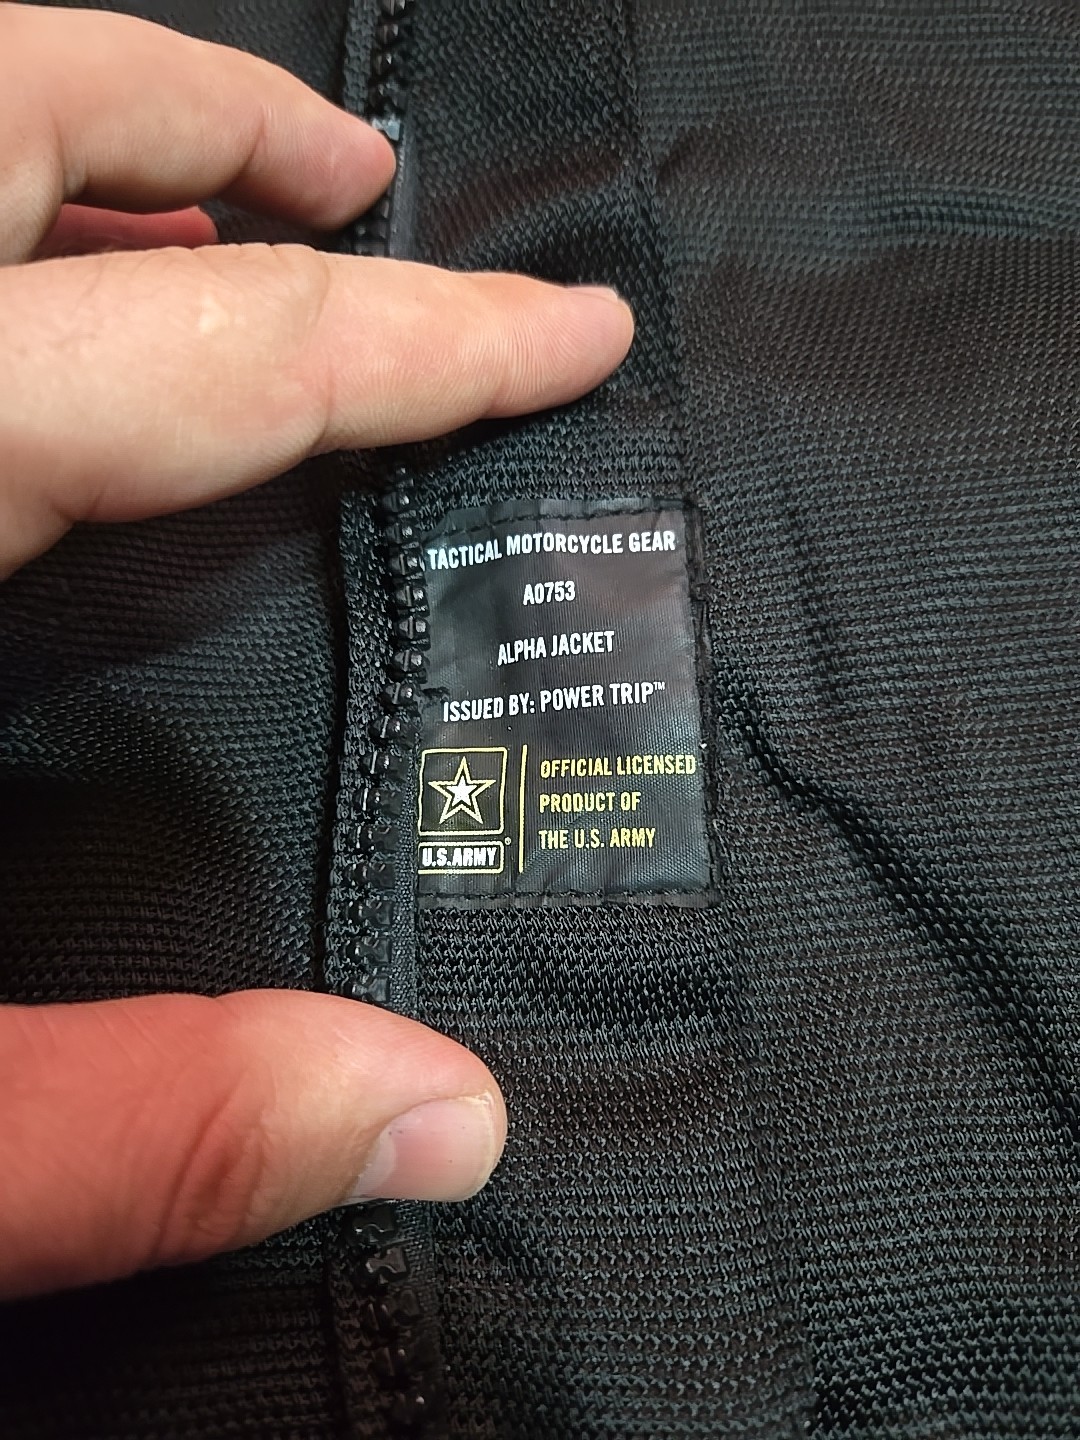 TACTICAL MOTORCYCLE GEAR
A0753
ALPHA JACKET
ISSUED BY: POWER TRIP™
OFFICIAL LICENSED
PRODUCT OF
THE U.S. ARMY
U.S.ARMY®